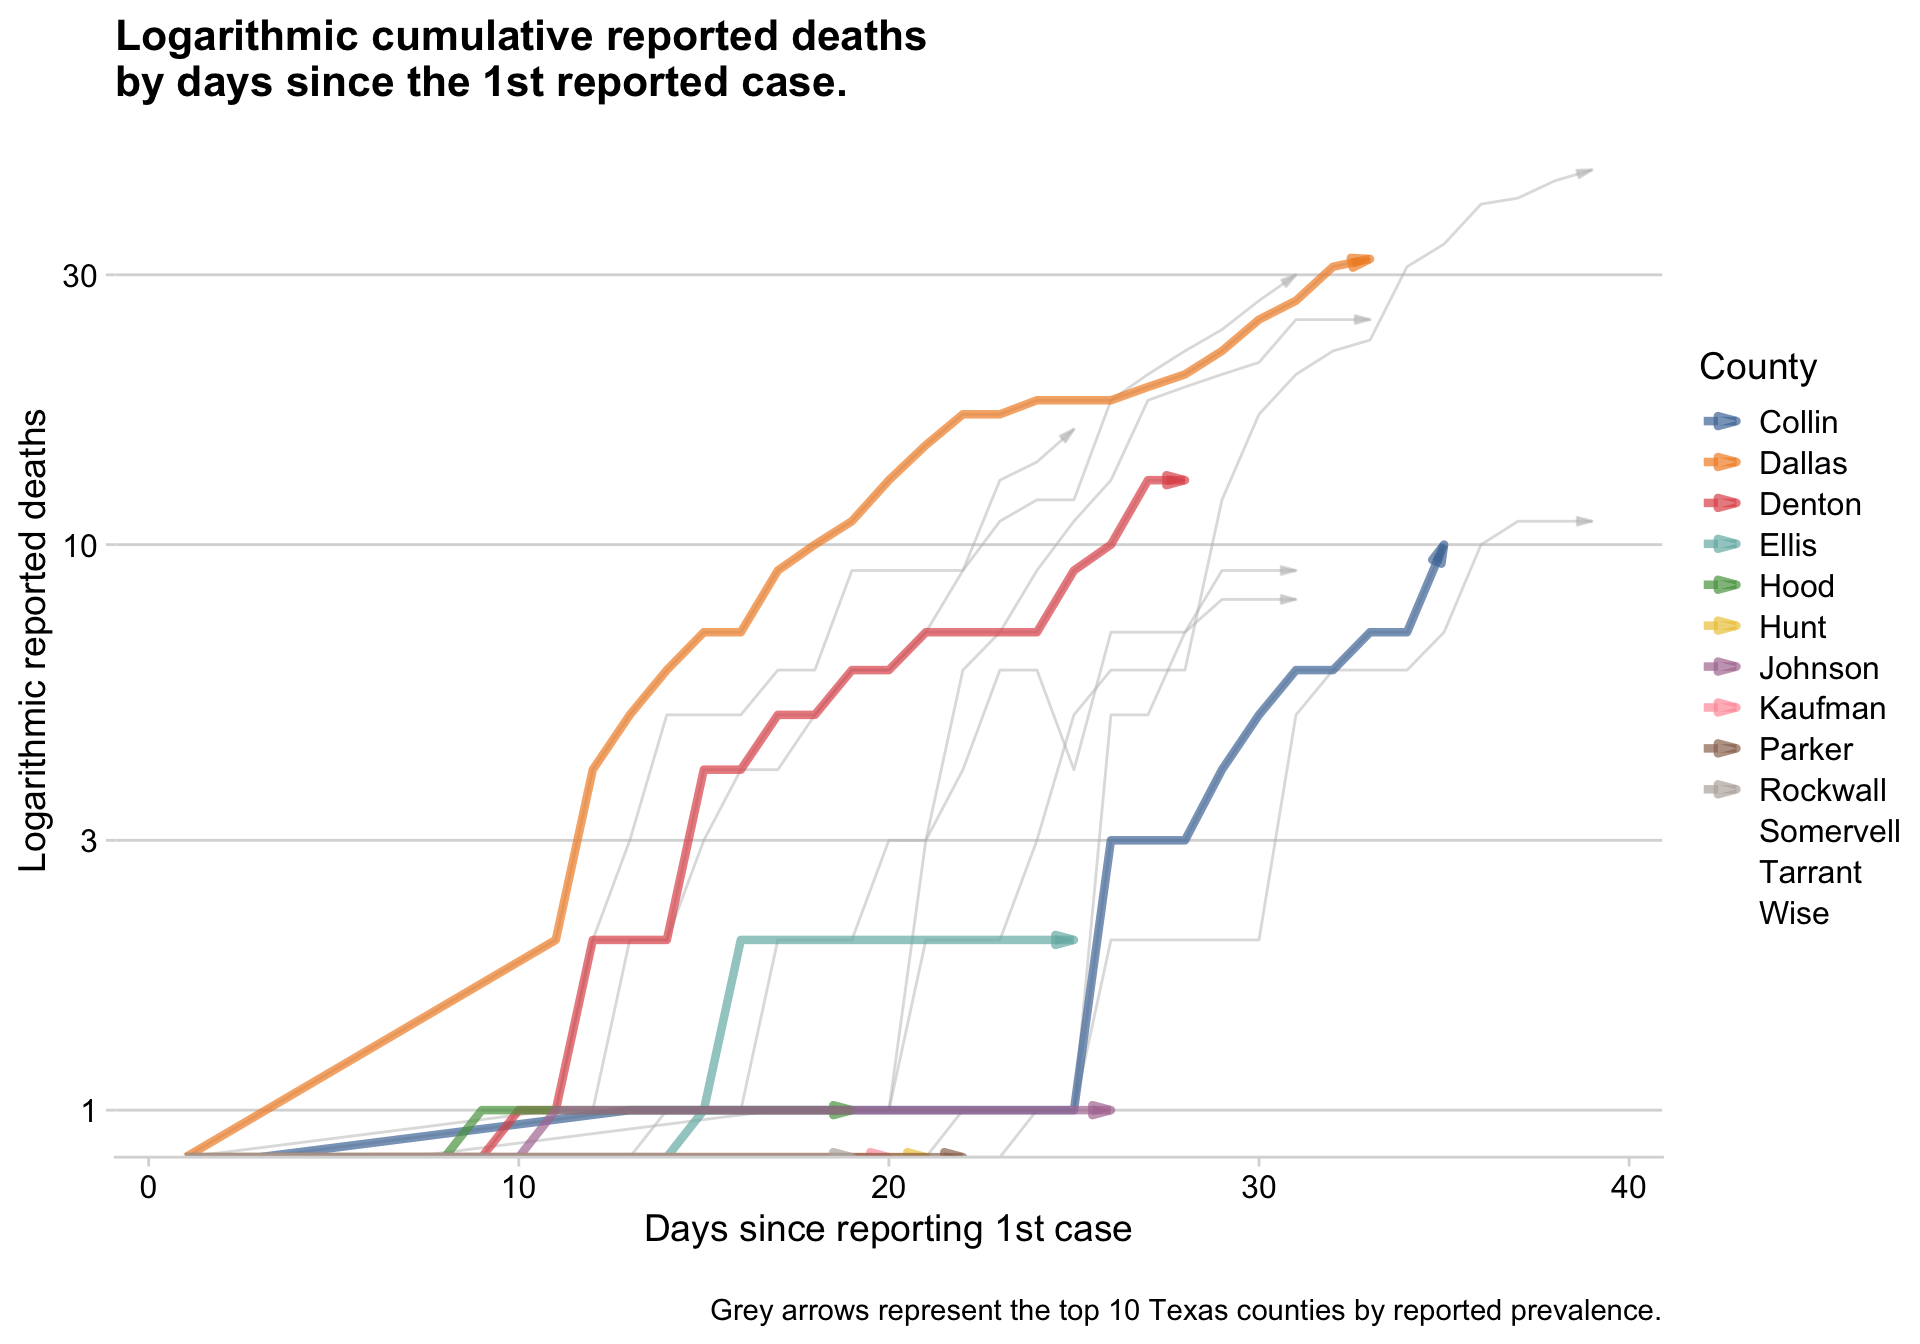 Logarithmic cumulative reported deaths
by days since the 1st reported case.
Logarithmic reported deaths
30
10
3
1
0
10
20
30
40
Days since reporting 1st case
County
Collin
Dallas
Denton
Ellis
Hood
Hunt
Johnson
Kaufman
Parker
Rockwall
Somervell
Tarrant
Wise
Grey arrows represent the top 10 Texas counties by reported prevalence.